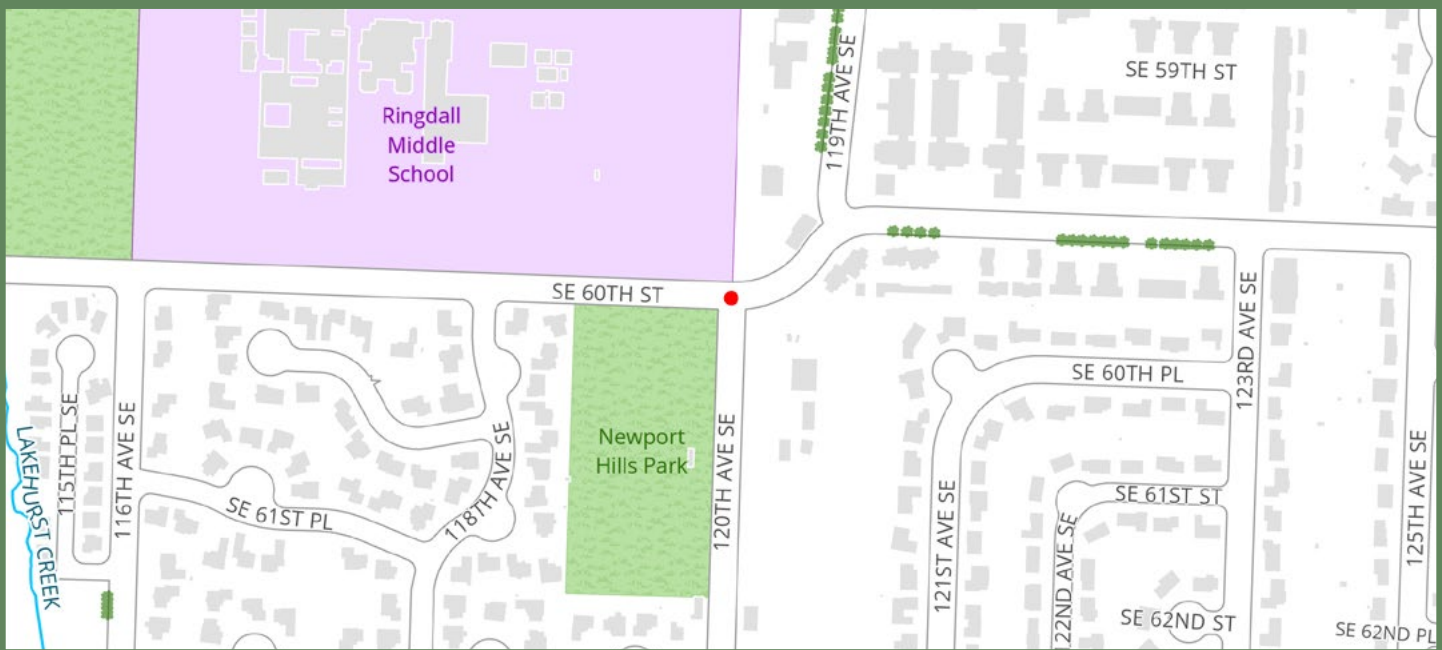 SE 59TH ST
119TH AVE SE
Ringdall
Middle
School
SE 60TH ST
123RD AVE SE
SE 60TH PL
115TH PL SE
116TH AVE SE
LAKEHURST CREEK
SE 61ST PL
118TH AVE SE
Newport
Hills Park
120TH AVE SE
121ST AVE SE
122ND AVE SE
SE 61ST ST
125TH AVE SE
SE 62ND ST
SE 62ND PL